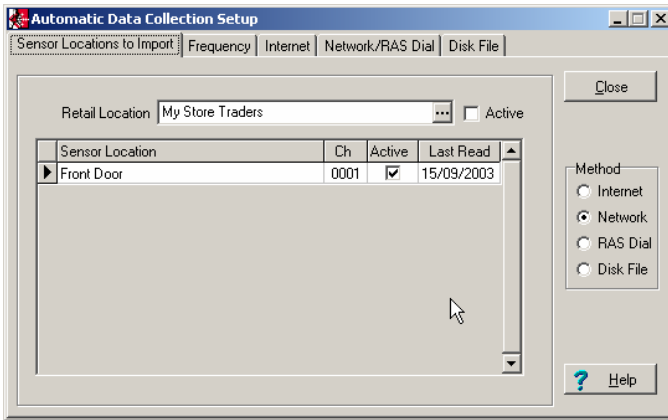 Automatic Data Collection Setup
Sensor Locations to Import Frequency Internet Network/RAS Dial Disk File
Close
Retail Location My Store Traders ... Active
Sensor Location Ch Active Last Read
Front Door 0001 15/09/2003
Method
Internet
Network
RAS Dial
Disk File
? Help